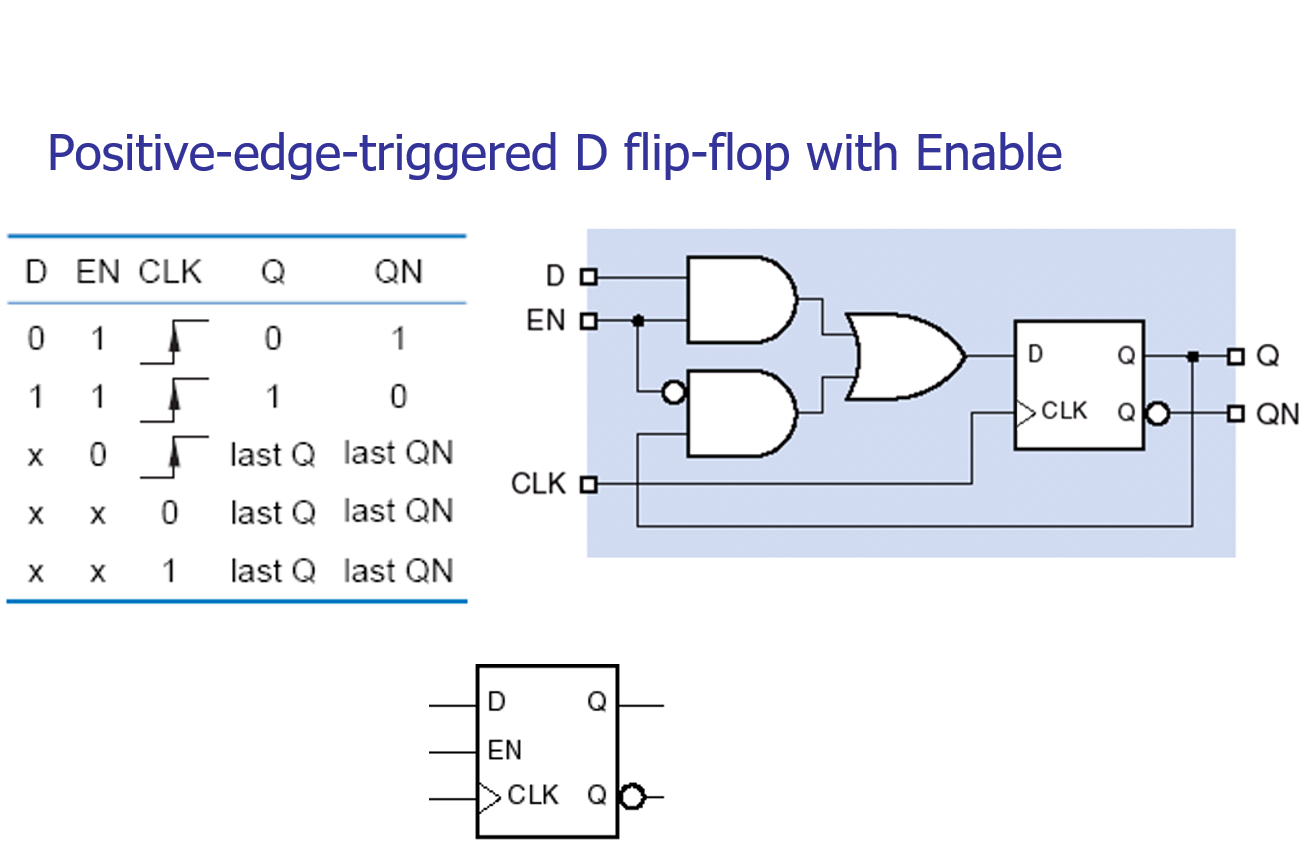 Positive-edge-triggered D flip-flop with Enable
D EN CLK Q QN
0 1 0 1
1 1 1 0
x 0 last Q last QN
x x 0 last Q last QN
x x 1 last Q last QN
D
EN
CLK
D Q
CLK Q
Q
QN
D Q
EN
CLK Q